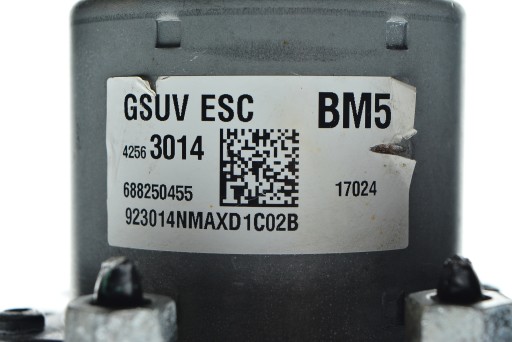 GSUV ESC BM5
4256 3014
688250455 17024
923014NMAXD1C02B